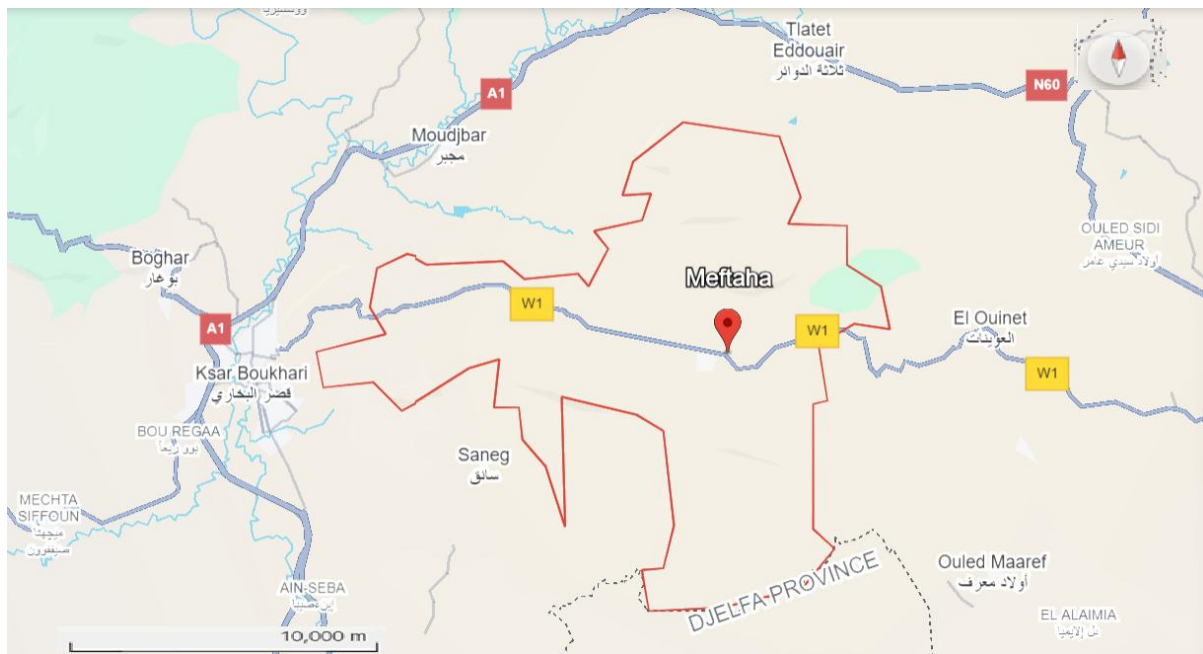 Tlatet
Eddouair
ثلاثة الدوائر
N60
A1
Moudjbar
مجبر
OULED SIDI
AMEUR
أولاد سيدي عامر
Boghar
بوغار
Meftaha
W1
A1
W1
El Ouinet
العوينات
W1
Ksar Boukhari
قصر البخاري
BOU REGAA
Saneg
سانق
MECHTA
SIFFOUN
DJELFA PROVINCE
Ouled Maaref
أولاد معرف
AIN-SEBA
EL ALAIMIA
10,000 m